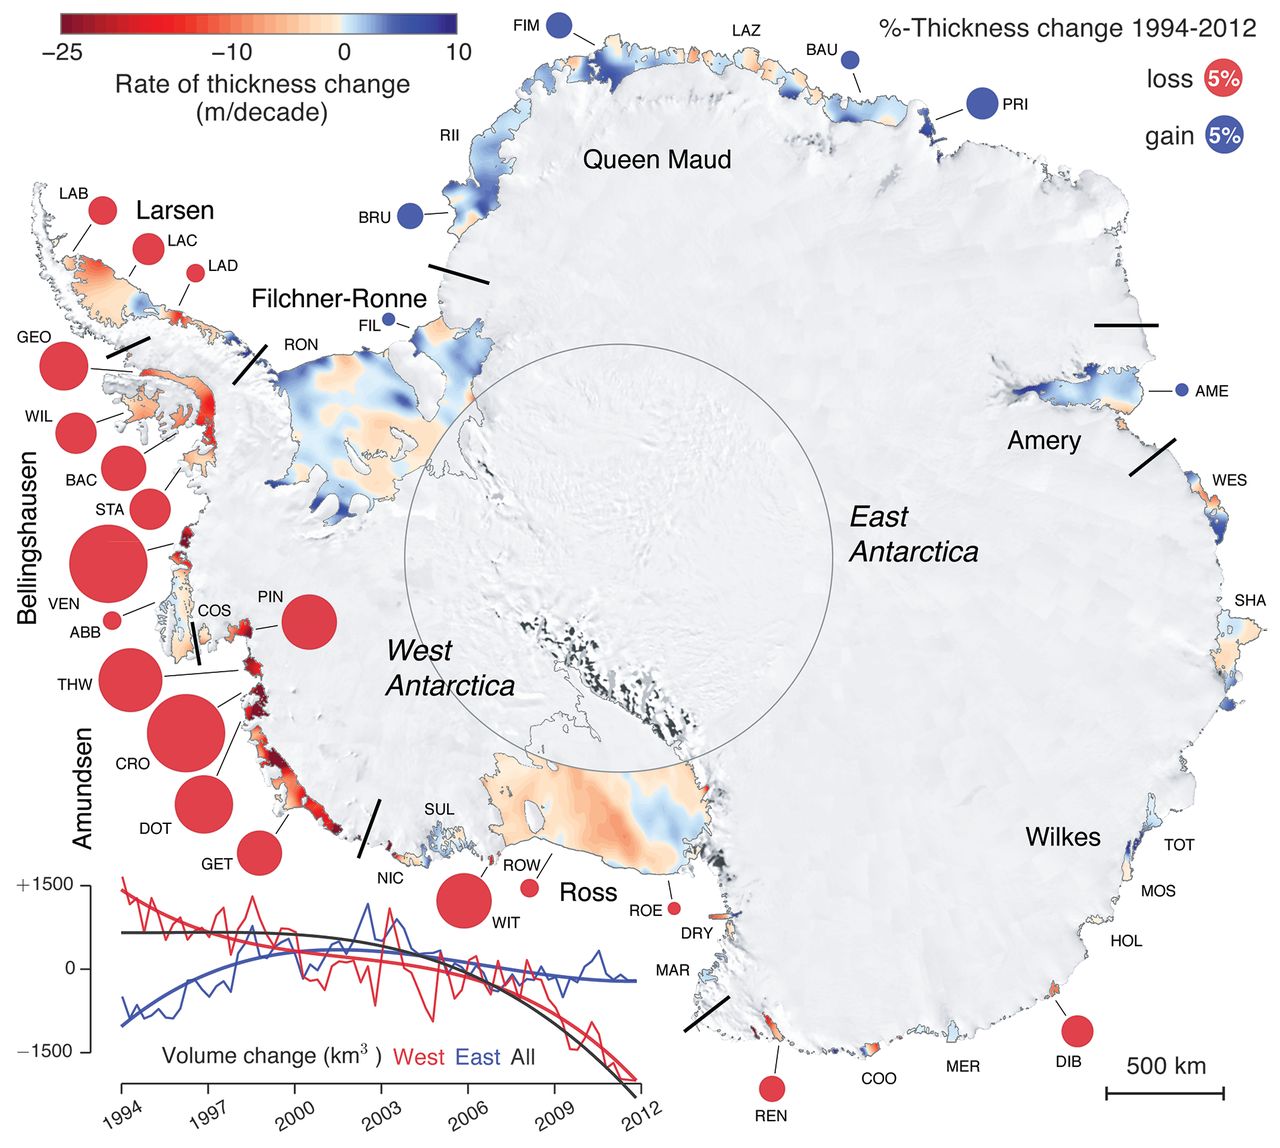 −25
−10
0
10
Rate of thickness change
(m/decade)
%-Thickness change 1994-2012
loss 5%
gain 5%
FIM
LAZ
BAU
PRI
RII
Queen Maud
BRU
LAB
Larsen
LAC
LAD
Filchner-Ronne
FIL
GEO
RON
AME
WIL
Amery
BAC
WES
STA
East
Antarctica
Bellingshausen
VEN
ABB
COS
PIN
SHA
West
Antarctica
THW
CRO
Amundsen
DOT
SUL
Wilkes
TOT
GET
NIC
ROW
Ross
MOS
WIT
ROE
DRY
HOL
MAR
DIB
MER
COO
REN
500 km
+1500
0
−1500
Volume change (km3 ) West East All
1994
1997
2000
2003
2006
2009
2012